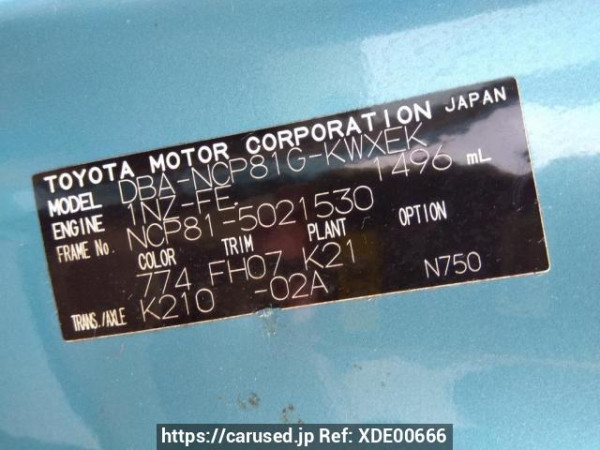 TOYOTA MOTOR CORPORATION JAPAN
MODEL DBA-NCP81G-KWXEK
ENGINE 1NZ-FE. 1496 mL
FRAME No. NCP81-5021530
COLOR TRIM PLANT OPTION
774 FH07 K21
TRANS./AXLE K210 -02A N750
https://carused.jp Ref: XDE00666